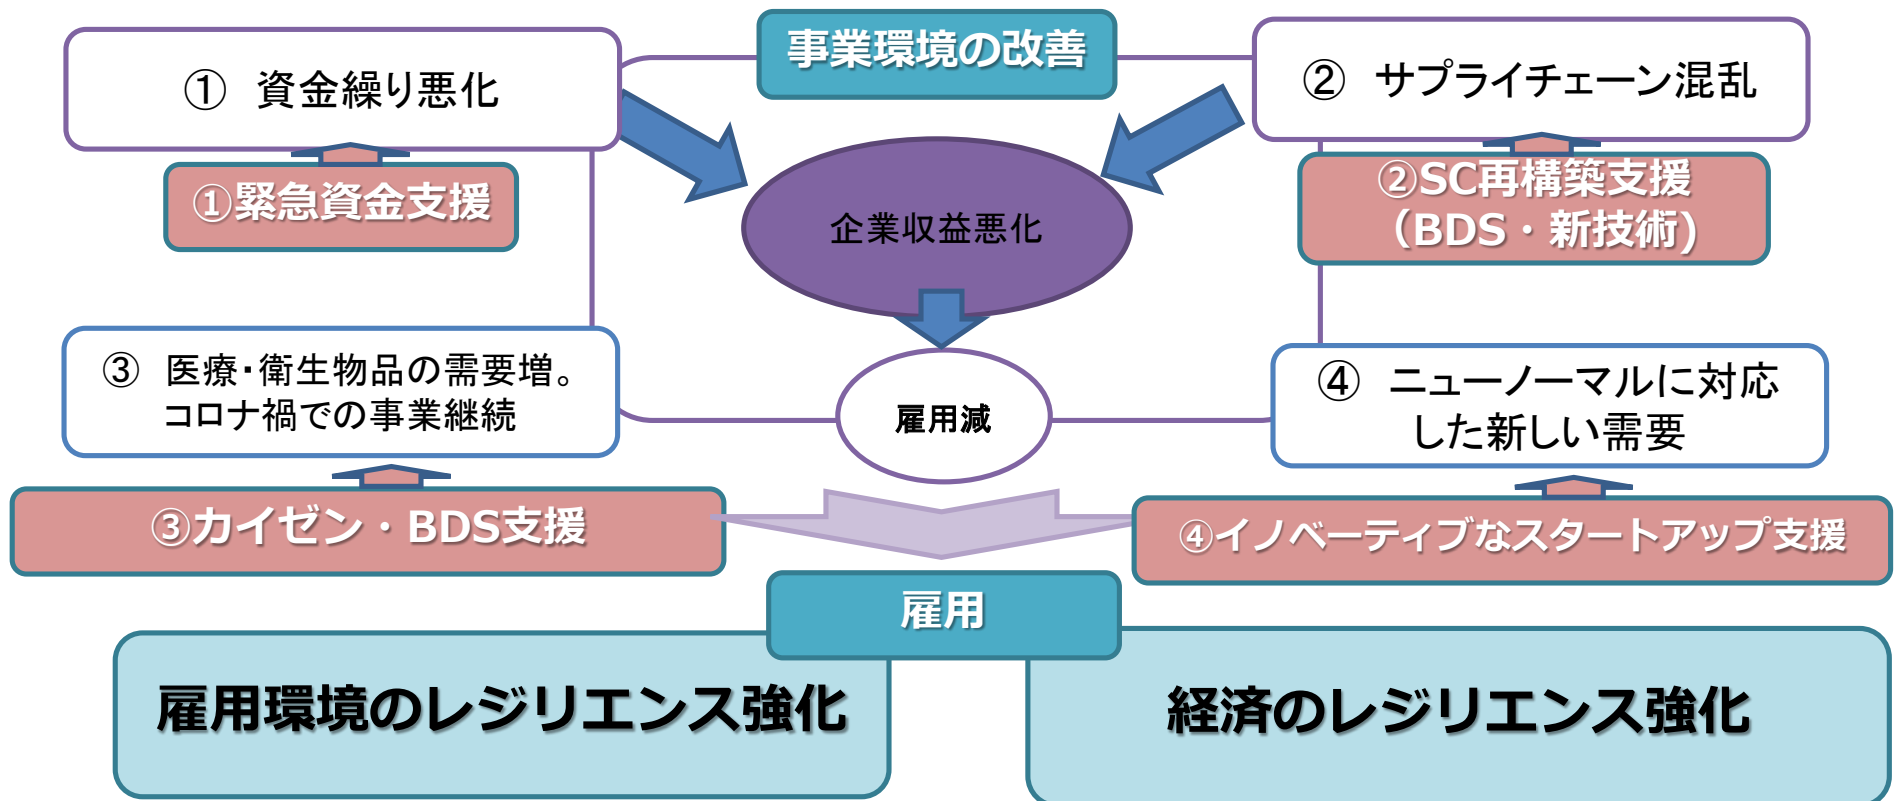 事業環境の改善
① 資金繰り悪化
② サプライチェーン混乱
①緊急資金支援
②SC再構築支援
（BDS・新技術)
企業収益悪化
③ 医療・衛生物品の需要増。
コロナ禍での事業継続
④ ニューノーマルに対応
した新しい需要
雇用減
③カイゼン・BDS支援
④イノベーティブなスタートアップ支援
雇用
雇用環境のレジリエンス強化
経済のレジリエンス強化